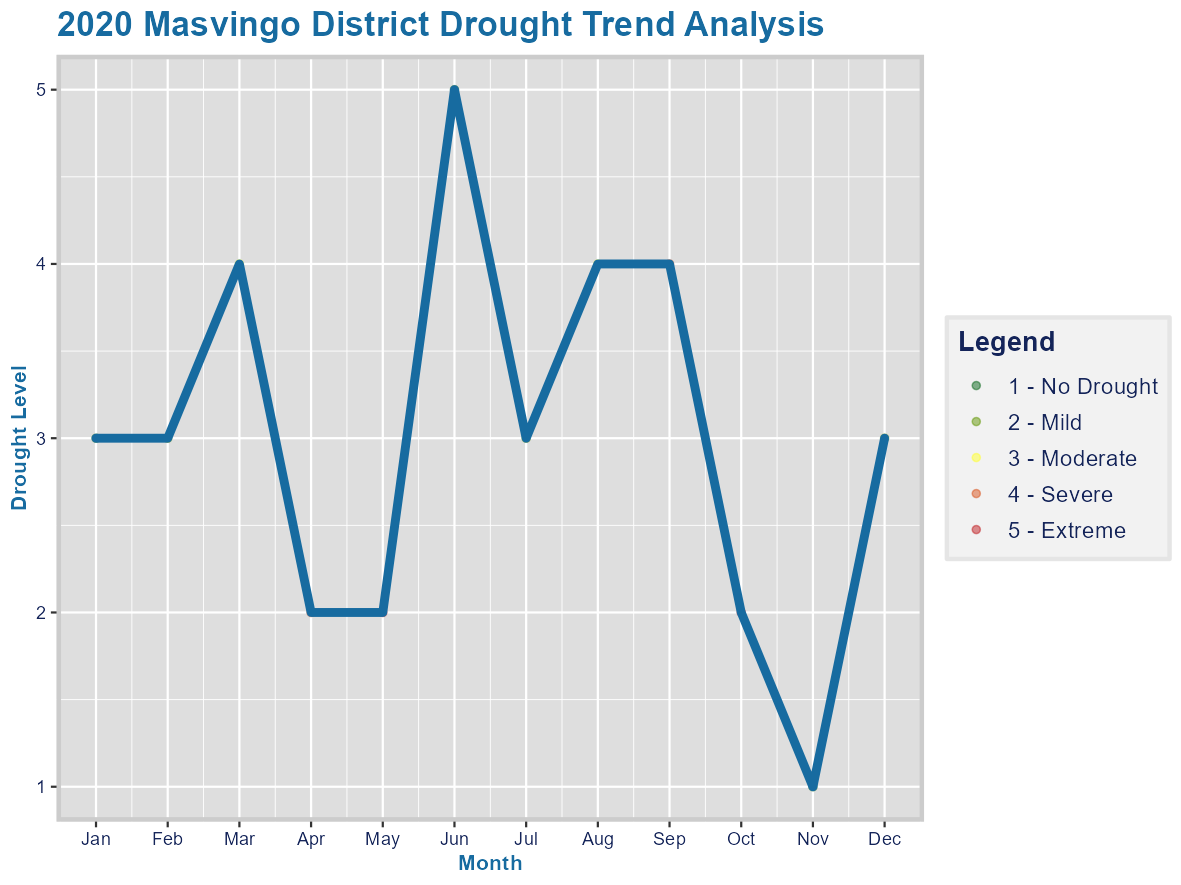 2020 Masvingo District Drought Trend Analysis
5
4
3
2
1
Drought Level
Jan Feb Mar Apr May Jun Jul Aug Sep Oct Nov Dec
Month
Legend
1 - No Drought
2 - Mild
3 - Moderate
4 - Severe
5 - Extreme